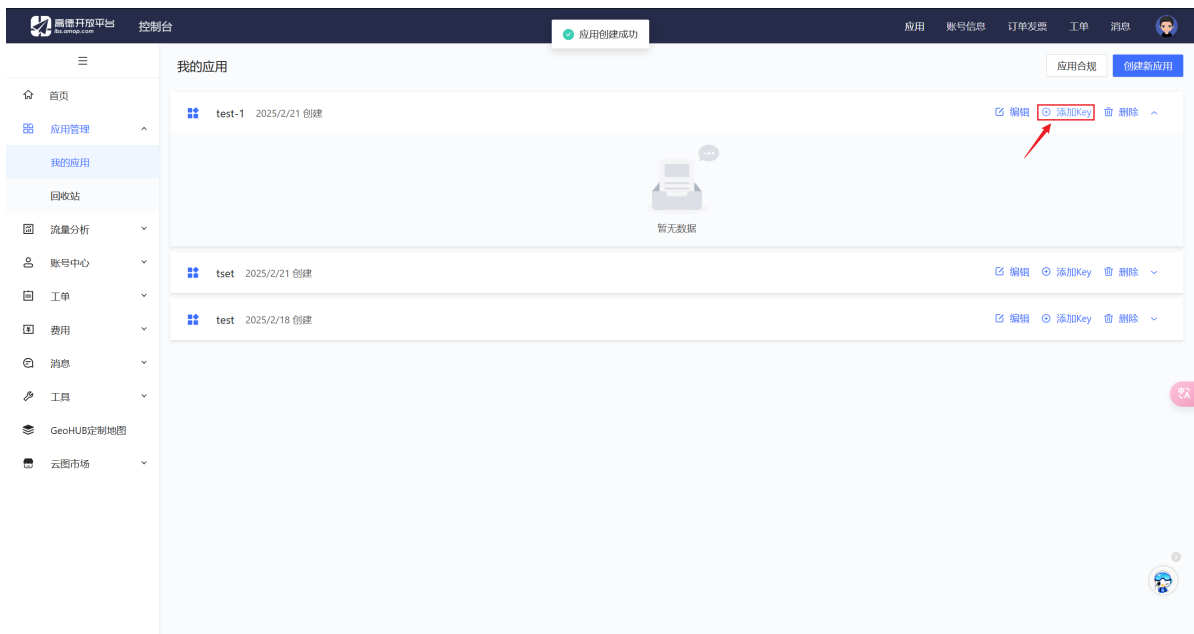 高德开放平台 控制台
lbs.amap.com
应用创建成功
应用 账号信息 订单发票 工单 消息
我的应用
应用合规 创建新应用
首页
应用管理
我的应用
回收站
流量分析
账号中心
工单
费用
消息
工具
GeoHUB定制地图
云图市场
test-1 2025/2/21 创建 编辑 添加Key 删除
暂无数据
tset 2025/2/21 创建 编辑 添加Key 删除
test 2025/2/18 创建 编辑 添加Key 删除